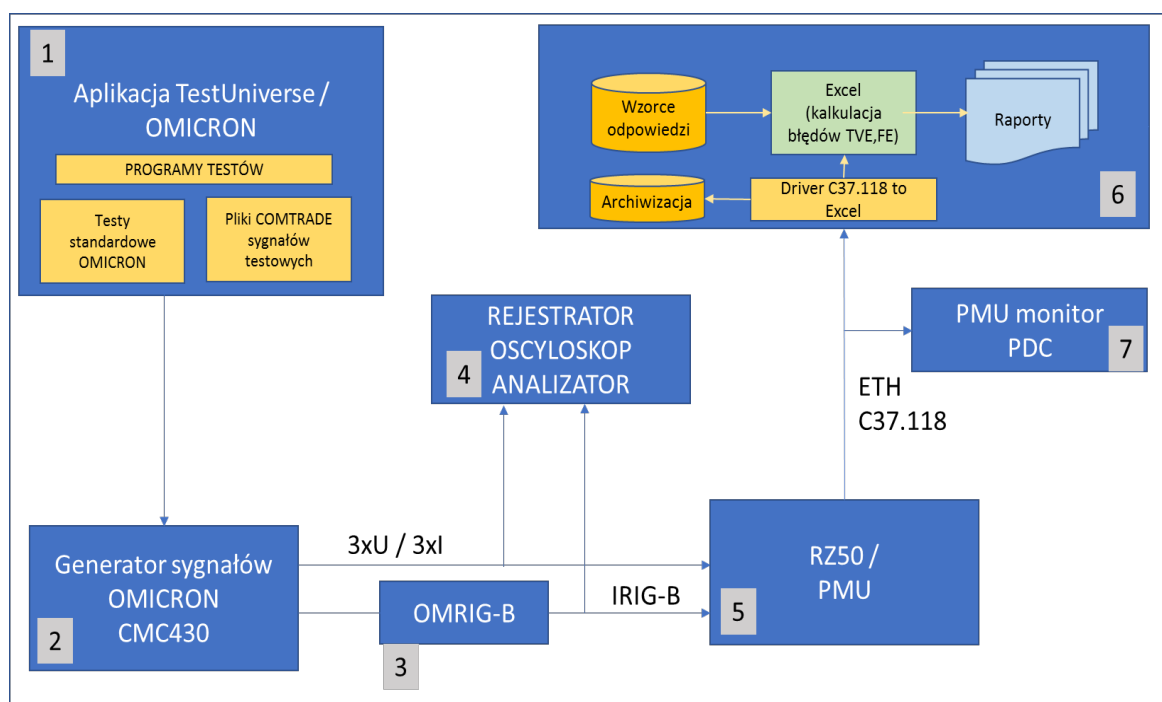 1
Aplikacja TestUniverse /
OMICRON
PROGRAMY TESTÓW
Testy
standardowe
OMICRON
Pliki COMTRADE
sygnałów
testowych
Wzorce
odpowiedzi
Excel
(kalkulacja
błędów TVE,FE)
Raporty
Archiwizacja
Driver C37.118 to
Excel
6
REJESTRATOR
OSCYLOSKOP
ANALIZATOR
4
PMU monitor
PDC
7
ETH
C37.118
Generator sygnałów
OMICRON
CMC430
2
3xU / 3xI
OMRIG-B
3
IRIG-B
RZ50 /
PMU
5